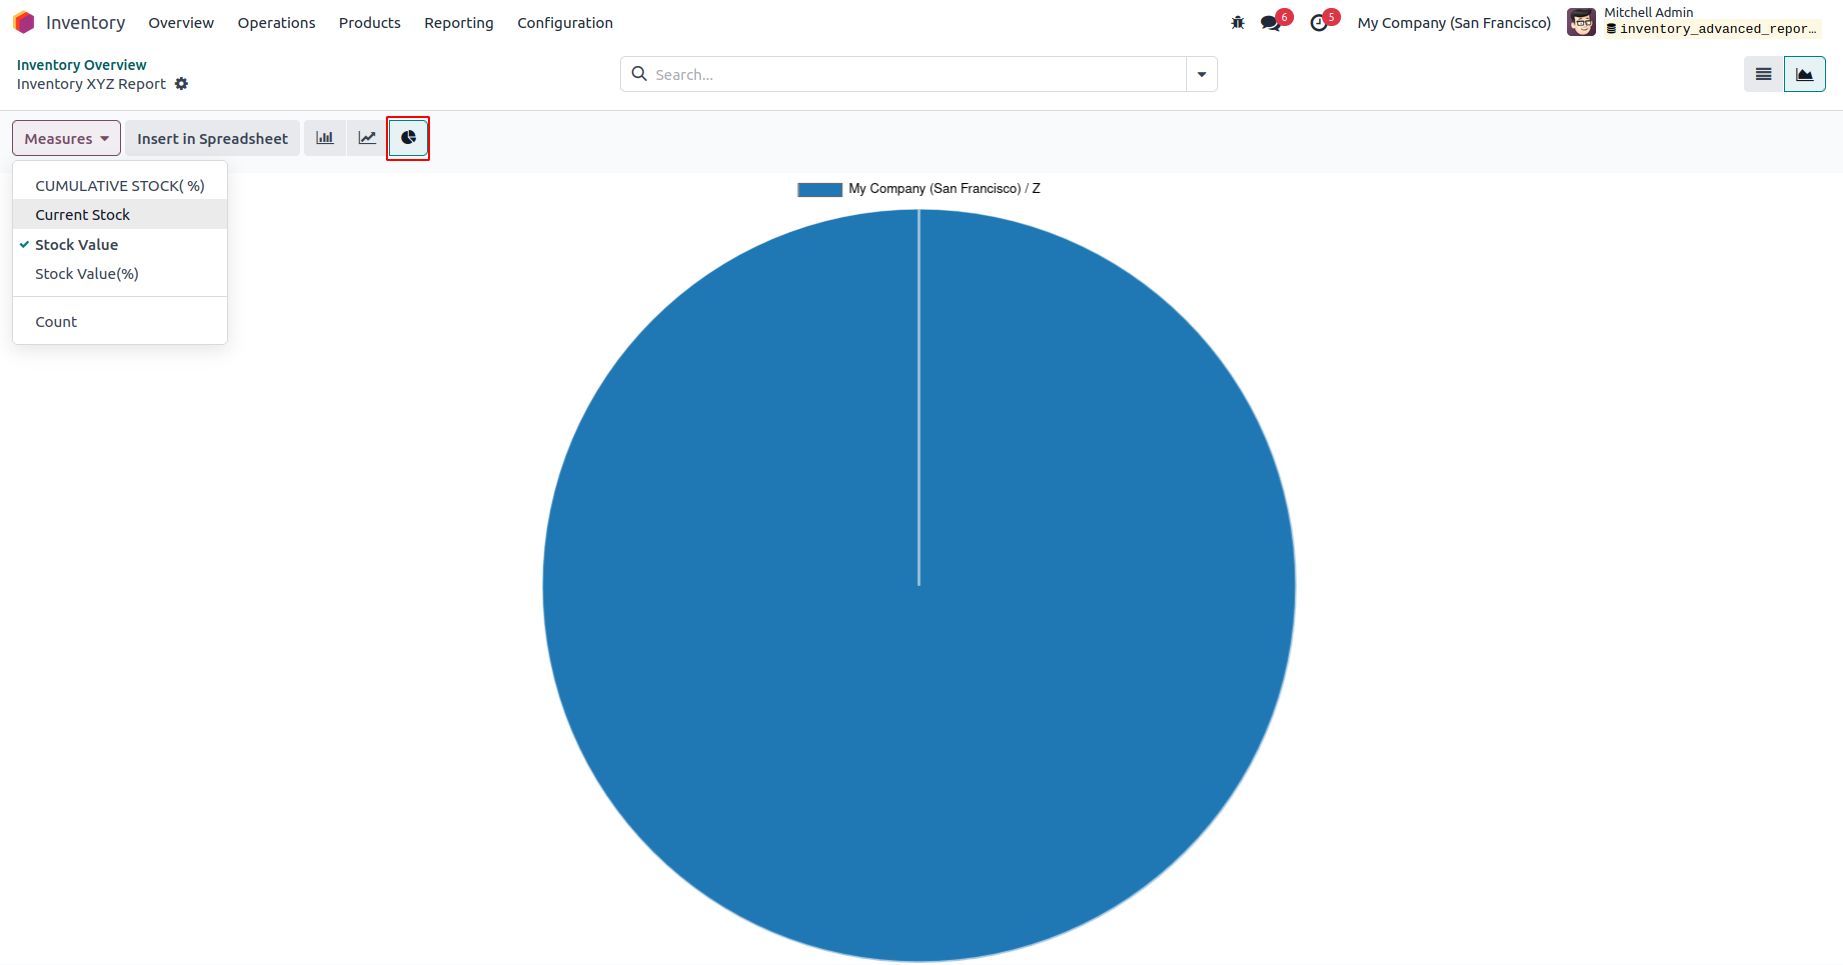 Inventory Overview Operations Products Reporting Configuration 6 5 My Company (San Francisco) Mitchell Admin
inventory_advanced_repor...
Inventory Overview
Inventory XYZ Report
Search...
Measures Insert in Spreadsheet
CUMULATIVE STOCK( %)
Current Stock
Stock Value
Stock Value(%)
Count
My Company (San Francisco) / Z